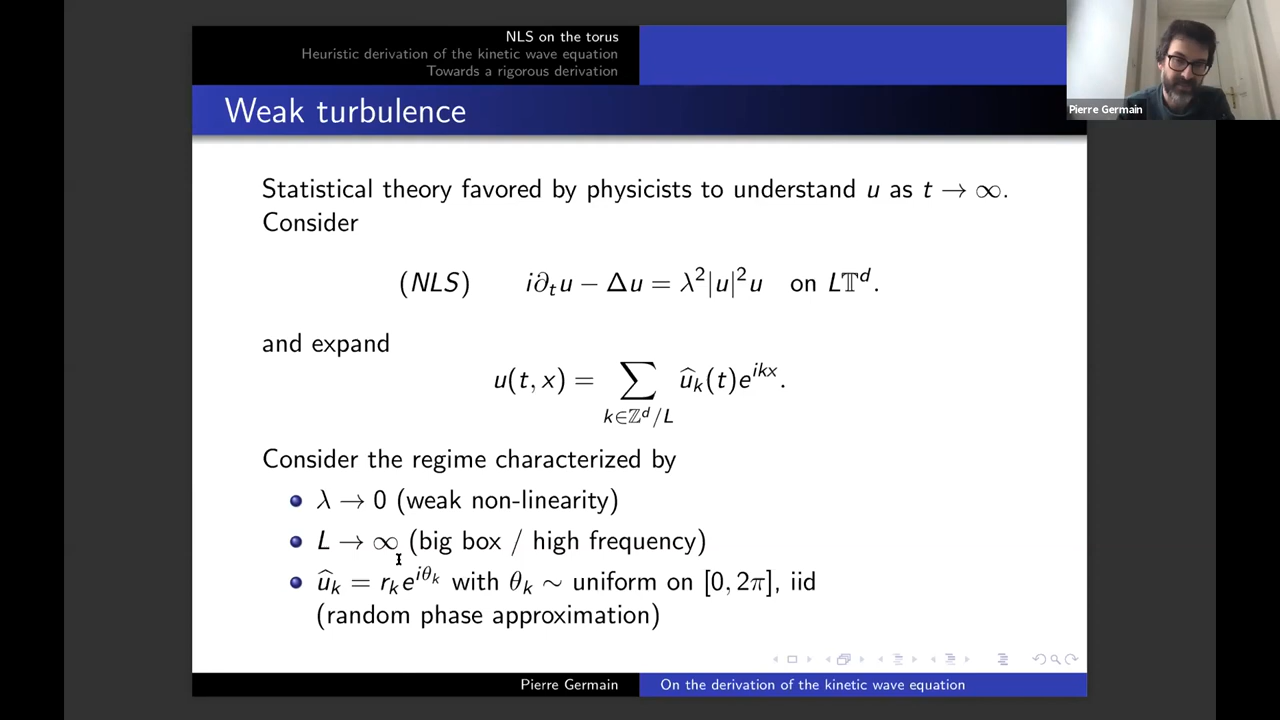 NLS on the torus
Heuristic derivation of the kinetic wave equation
Towards a rigorous derivation
Pierre Germain
Weak turbulence
Statistical theory favored by physicists to understand u as t → ∞.
Consider
(NLS) i∂ₜu − Δu = λ²|u|²u on L𝕋ᵈ.
and expand
u(t, x) = ∑ û_k(t)e^{ikx}.
k∈ℤᵈ/L
Consider the regime characterized by
λ → 0 (weak non-linearity)
L → ∞ (big box / high frequency)
û_k = r_k e^{iθ_k} with θ_k ∼ uniform on [0, 2π], iid
(random phase approximation)
Pierre Germain On the derivation of the kinetic wave equation